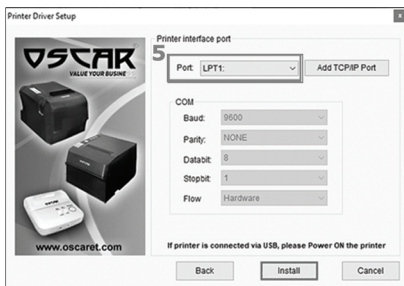 Printer Driver Setup
x
OSCAR
VALUE YOUR BUSINE
www.oscaret.com
Printer interface port
5
Port: LPT1: Add TCP/IP Port
COM
Baud: 9600
Parity: NONE
Databit: 8
Stopbit: 1
Flow Hardware
If printer is connected via USB, please Power ON the printer
Back Install Cancel